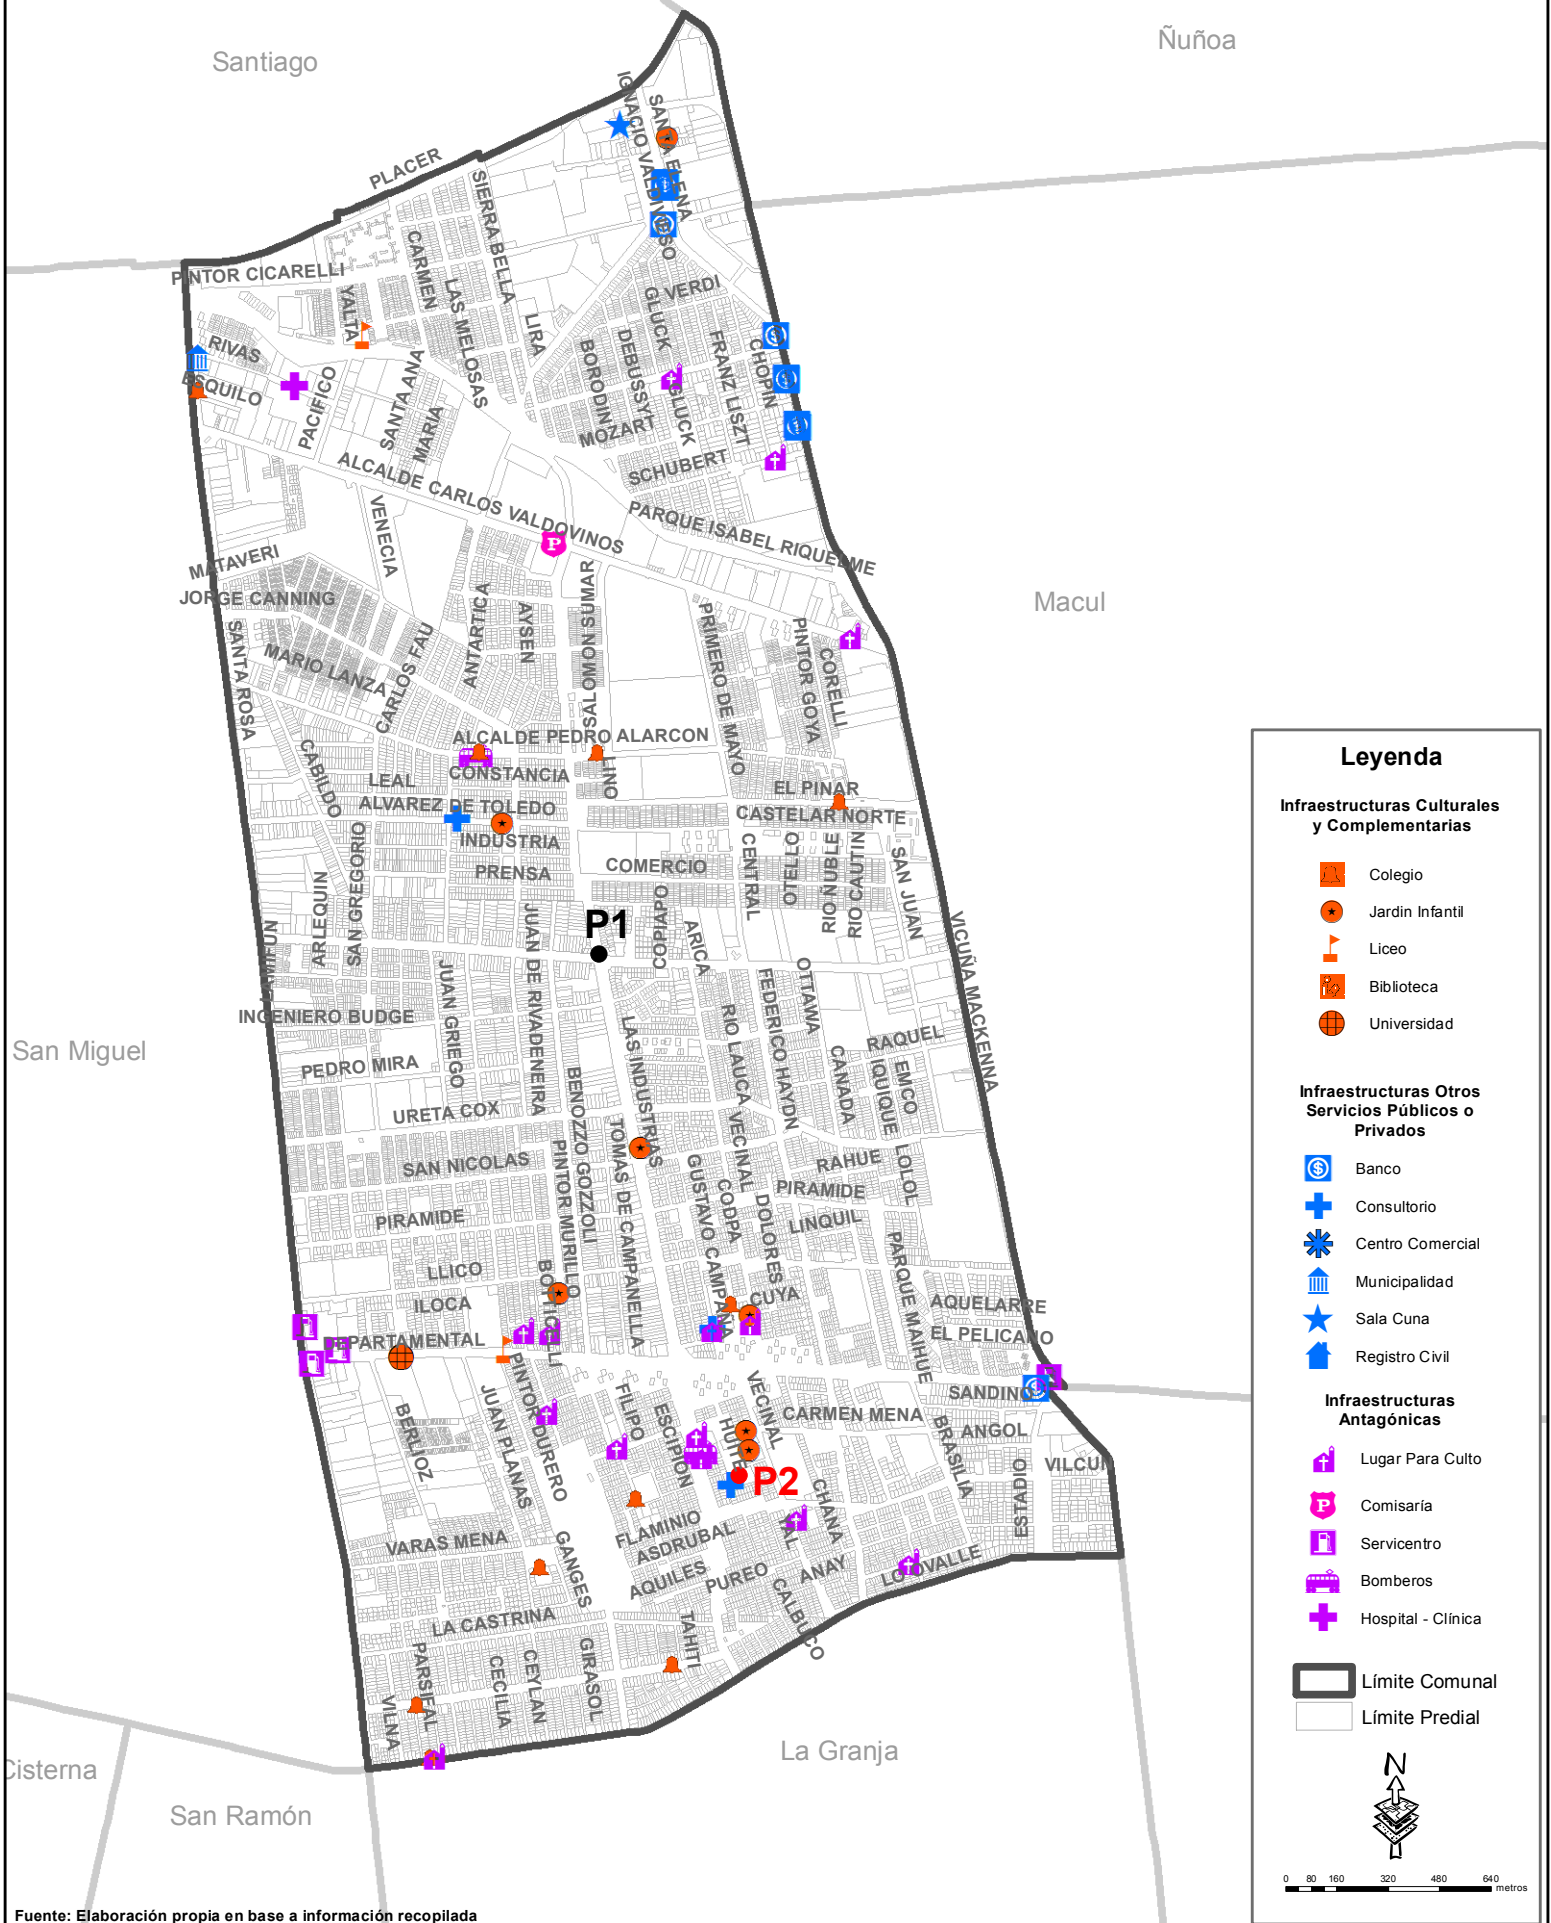 Santiago
Ñuñoa
IGNACIO VALDIVIESO
SANTA ELENA
PLACER
SIERRA BELLA
CARMEN
PINTOR CICARELLI
YALTA
LAS MELOSAS
LIRA
GLUCK
VERDI
RIVAS
DEBUSSYT
FRANZ LISZT
CHOPIN
BORODIN
ESQUILO
PACIFICO
SANTA ANA
MARIA
GLUCK
MOZART
SCHUBERT
ALCALDE CARLOS VALDOVINOS
VENECIA
PARQUE ISABEL RIQUELME
MATAVERI
JORGE CANNING
Macul
ANTARTICA
AYSEN
SALOMON SUMAR
PRIMERO DE MAYO
PINTOR GOYA
CORELLI
SANTA ROSA
MARIO LANZA
CARLOS FAU
ALCALDE PEDRO ALARCON
CABILDO
LEAL
CONSTANCIA
LINO
EL PINAR
ALVAREZ DE TOLEDO
CASTELAR NORTE
INDUSTRIA
PRENSA
COMERCIO
SAN GREGORIO
ARLEQUIN
CENTRAL
OTELLO
RIO ÑUBLE
RIO CAUTIN
SAN JUAN
COPIAPO
ARICA
P1
JUAN DE RIVADENEIRA
VICUÑA MACKENNA
JUAN GRIEGO
INGENIERO BUDGE
LAS INDUSTRIAS
RIO LAUCA
FEDERICO HAYDN
OTTAWA
RAQUEL
San Miguel
PEDRO MIRA
CANADA
IQUIQUE
EMCO
URETA COX
BENOZZO GOZZOLI
TOMAS DE CAMPANELLA
VECINAL
SAN NICOLAS
PINTOR MURILLO
GUSTAVO CAMPAÑA
CODPA
DOLORES
RAHUE
LOLOL
PIRAMIDE
PIRAMIDE
LINQUIL
LLICO
BOTTICELLI
PARQUE MAIHUE
ILOCA
CUYA
AQUELARRE
DEPARTAMENTAL
EL PELICANO
SANDINO
BERLIOZ
JUAN PLANAS
PINTOR DURERO
FILIPO
ESCIPION
HUITE
VECINAL
CARMEN MENA
BRASILIA
ANGOL
ESTADIO
VILCUN
P2
CHANA
VARAS MENA
GANGES
FLAMINIO
ASDRUBAL
YAL
AQUILES
PUREO
ANAY
LO OVALLE
CALBUCO
LA CASTRINA
TAHITI
PARSIFAL
VILNA
CECILIA
CEYLAN
GIRASOL
La Granja
Cisterna
San Ramón
Leyenda
Infraestructuras Culturales
y Complementarias
Colegio
Jardin Infantil
Liceo
Biblioteca
Universidad
Infraestructuras Otros
Servicios Públicos o
Privados
Banco
Consultorio
Centro Comercial
Municipalidad
Sala Cuna
Registro Civil
Infraestructuras
Antagónicas
Lugar Para Culto
Comisaría
Servicentro
Bomberos
Hospital - Clínica
Límite Comunal
Límite Predial
N
0 80 160 320 480 640
metros
Fuente: Elaboración propia en base a información recopilada